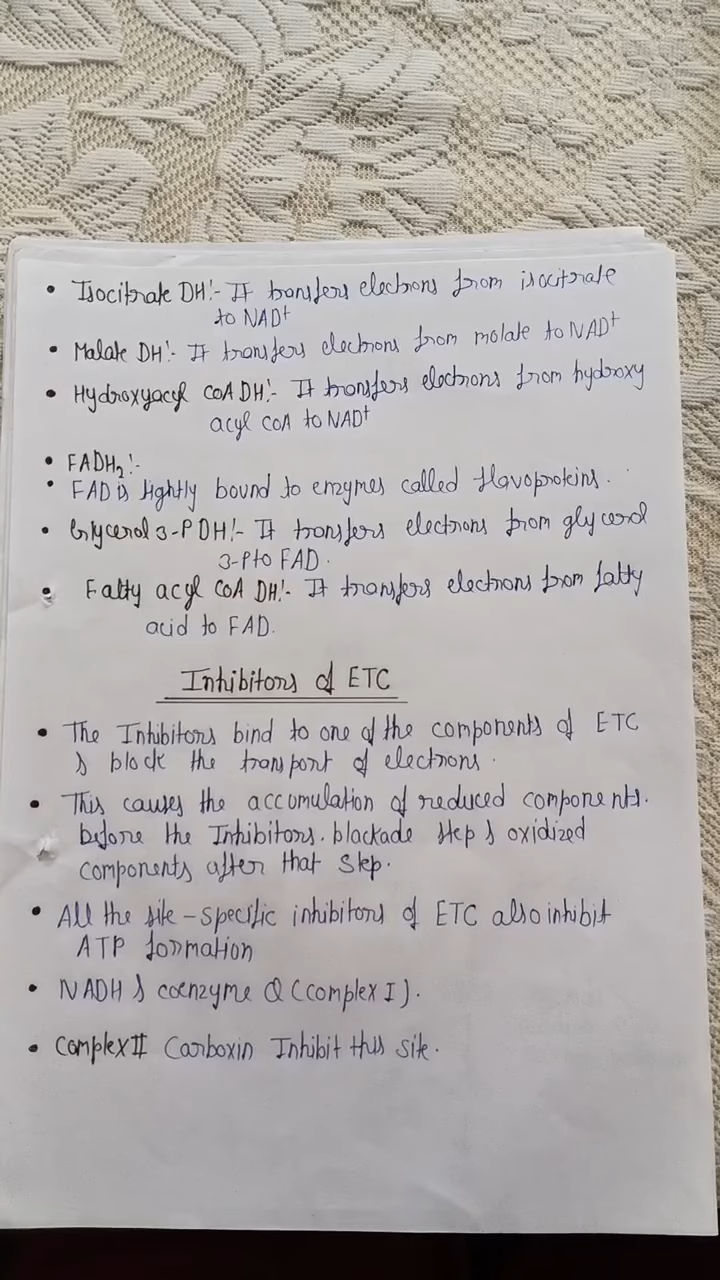 • Isocitrate DH:- It transfers electrons from isocitrate
to NAD+
• Malate DH:- It transfers electrons from molate to NAD+
• Hydroxyacyl COA DH:- It transfers electrons from hydroxy
acyl COA to NAD+
• FADH2:-
• FAD is tightly bound to enzymes called flavoproteins.
• Glycerol 3-P DH:- It transfers electrons from glycerol
3-P to FAD.
• Fatty acyl COA DH:- It transfers electrons from fatty
acid to FAD.
Inhibitors of ETC
• The Inhibitors bind to one of the components of ETC
& block the transport of electrons.
• This causes the accumulation of reduced components.
before the Inhibitors. blockade step & oxidized
components after that step.
• All the site-specific inhibitors of ETC also inhibit
ATP formation
• NADH & coenzyme Q (complex I).
• Complex II Carboxin Inhibit this site.